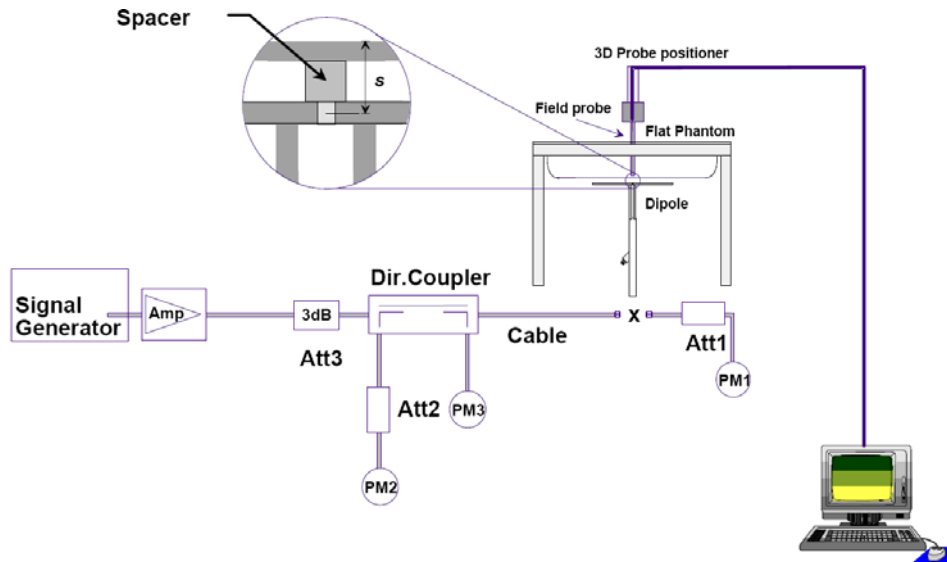 Spacer
s
3D Probe positioner
Field probe
Flat Phantom
Dipole
Signal
Generator
Amp
3dB
Att3
Dir.Coupler
Cable
x
Att1
PM1
Att2
PM3
PM2